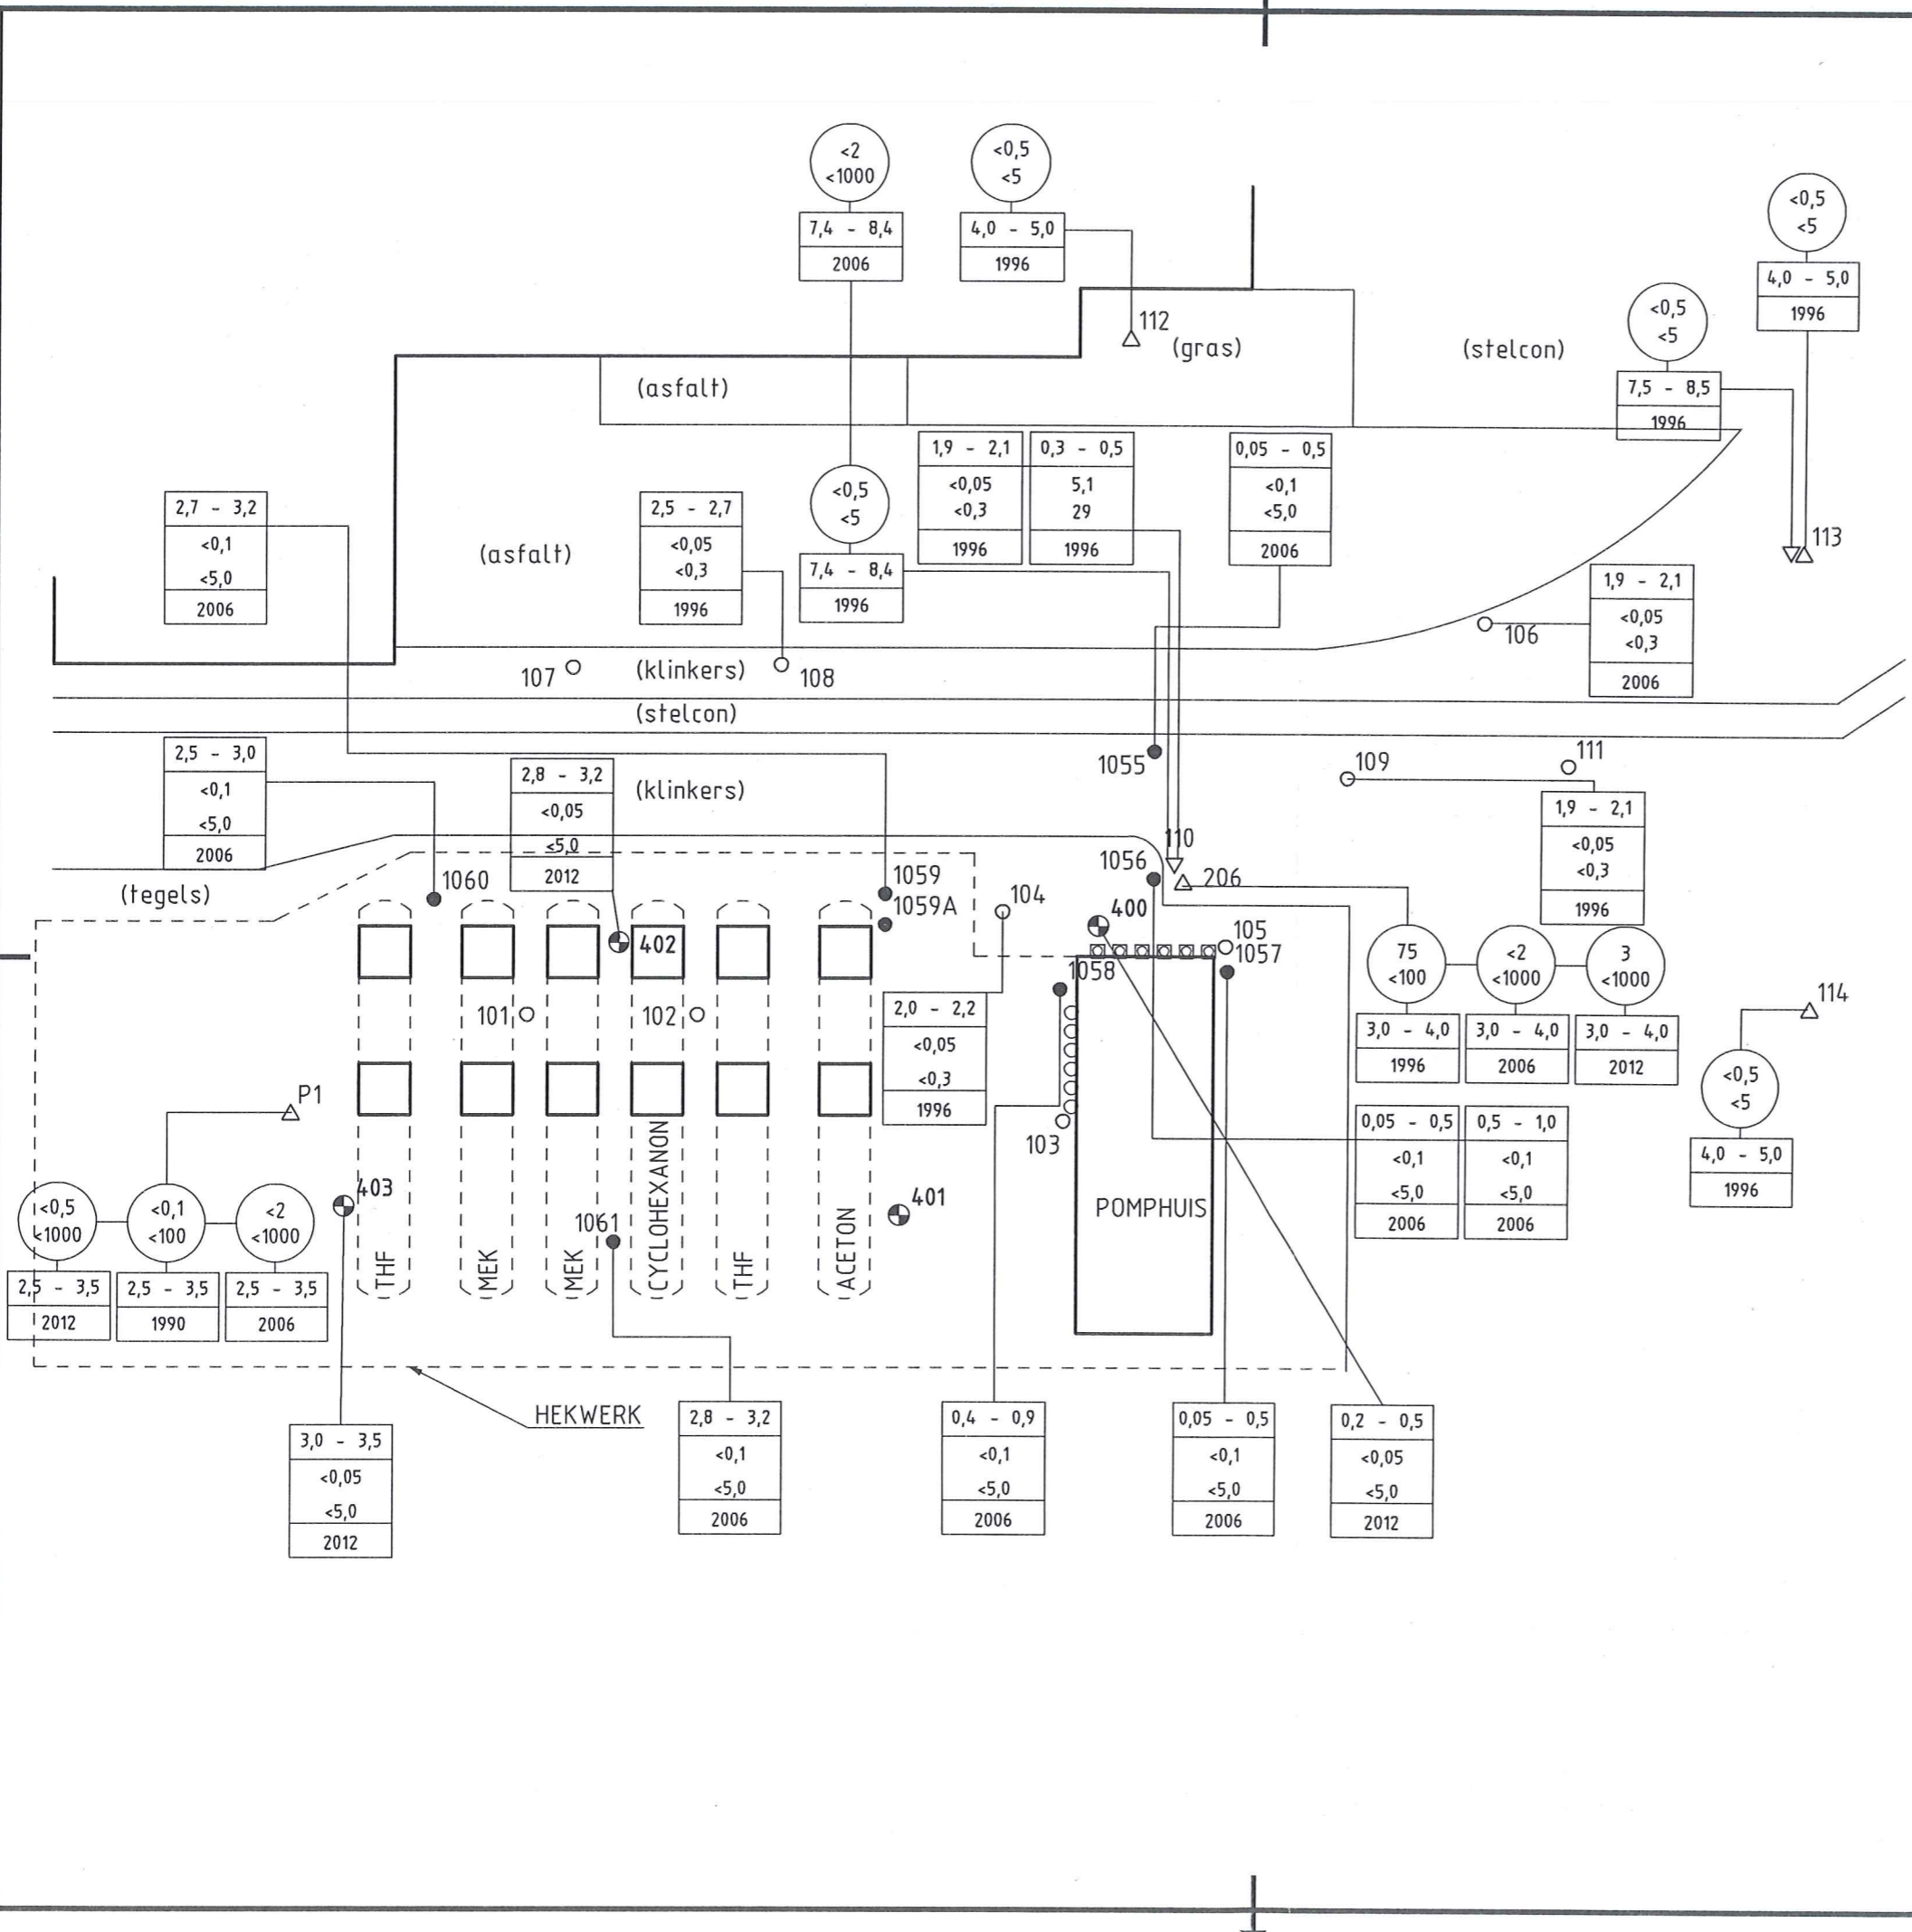 <2
<1000
7,4 - 8,4
2006
<0,5
<5
4,0 - 5,0
1996
<0,5
<5
4,0 - 5,0
1996
<0,5
<5
7,5 - 8,5
1996
112
(gras)
(stelcon)
(asfalt)
1,9 - 2,1
<0,05
<0,3
1996
0,3 - 0,5
5,1
29
1996
0,05 - 0,5
<0,1
<5,0
2006
2,7 - 3,2
<0,1
<5,0
2006
(asfalt)
2,5 - 2,7
<0,05
<0,3
1996
<0,5
<5
7,4 - 8,4
1996
113
1,9 - 2,1
<0,05
<0,3
2006
106
107
(klinkers)
108
(stelcon)
2,5 - 3,0
<0,1
<5,0
2006
2,8 - 3,2
<0,05
<5,0
2012
(klinkers)
1055
109
111
1,9 - 2,1
<0,05
<0,3
1996
110
1056
206
(tegels)
1060
1059
1059A
104
400
105
1057
402
1058
75
<100
3,0 - 4,0
1996
<2
<1000
3,0 - 4,0
2006
3
<1000
3,0 - 4,0
2012
101
102
2,0 - 2,2
<0,05
<0,3
1996
114
<0,5
<5
4,0 - 5,0
1996
P1
103
0,05 - 0,5
<0,1
<5,0
2006
0,5 - 1,0
<0,1
<5,0
2006
<0,5
<1000
2,5 - 3,5
2012
<0,1
<100
2,5 - 3,5
1990
<2
<1000
2,5 - 3,5
2006
403
401
1061
POMPHUIS
THF
MEK
MEK
CYCLOHEXANON
THF
ACETON
HEKWERK
3,0 - 3,5
<0,05
<5,0
2012
2,8 - 3,2
<0,1
<5,0
2006
0,4 - 0,9
<0,1
<5,0
2006
0,05 - 0,5
<0,1
<5,0
2006
0,2 - 0,5
<0,05
<5,0
2012